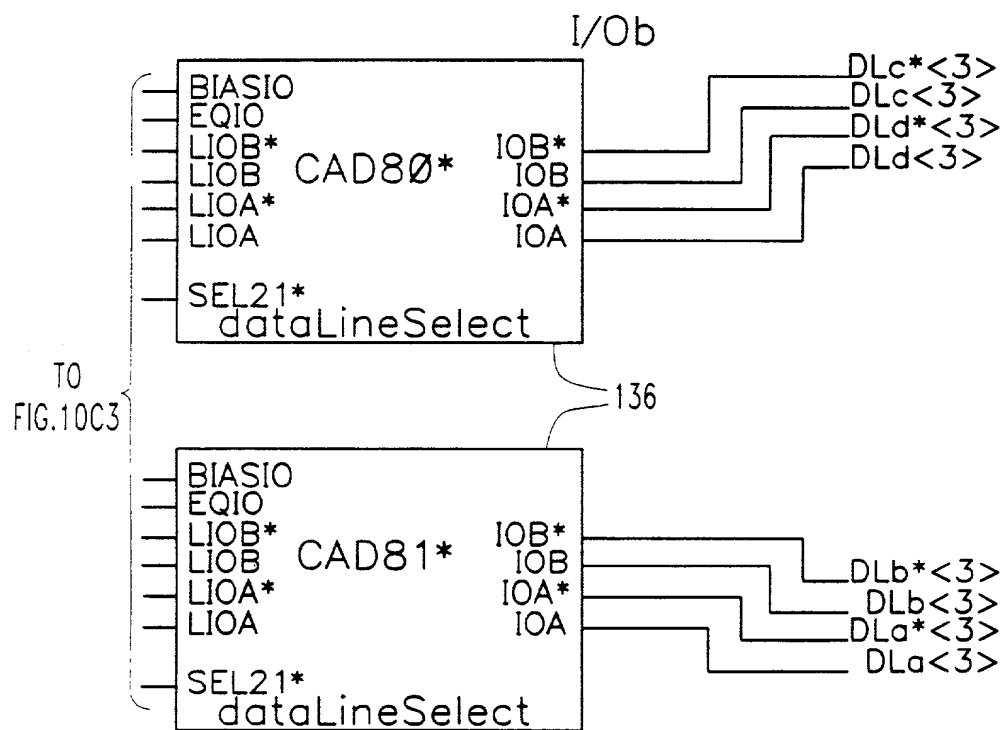 I/Ob
BIASIO
EQIO
LIOB*
LIOB
LIOA*
LIOA
SEL21*
CAD80*
IOB*
IOB
IOA*
IOA
dataLineSelect
DLc*<3>
DLc<3>
DLd*<3>
DLd<3>
TO
FIG.10C3
136
BIASIO
EQIO
LIOB*
LIOB
LIOA*
LIOA
SEL21*
CAD81*
IOB*
IOB
IOA*
IOA
dataLineSelect
DLb*<3>
DLb<3>
DLa*<3>
DLa<3>